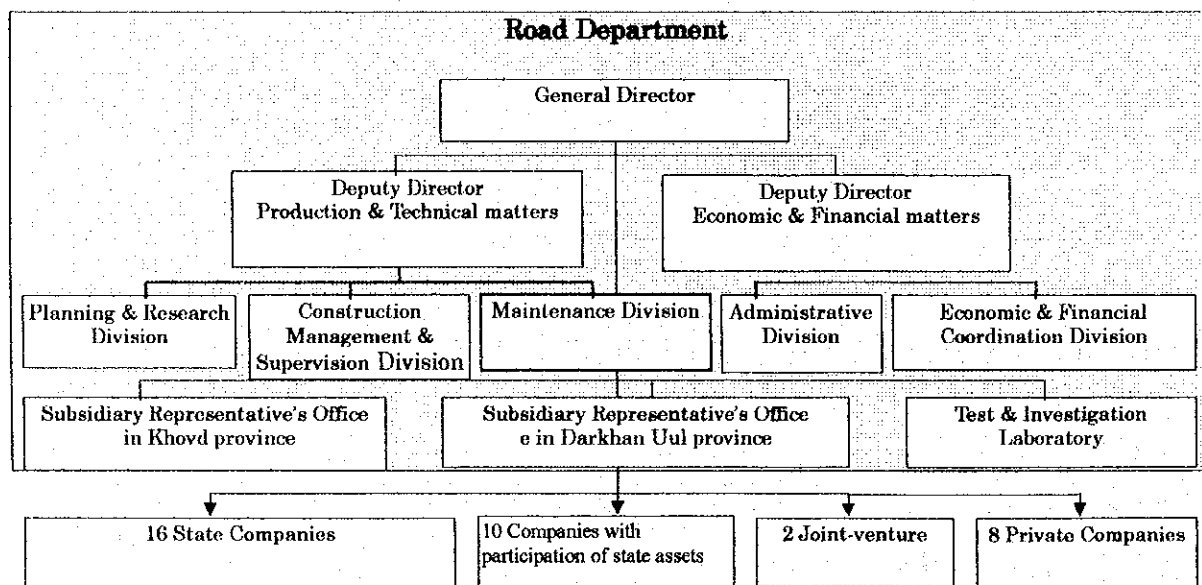 Road Department
General Director
Deputy Director
Production & Technical matters
Deputy Director
Economic & Financial matters
Planning & Research
Division
Construction
Management &
Supervision Division
Maintenance Division
Administrative
Division
Economic & Financial
Coordination Division
Subsidiary Representative's Office
in Khovd province
Subsidiary Representative's Office
e in Darkhan Uul province
Test & Investigation
Laboratory
16 State Companies
10 Companies with
participation of state assets
2 Joint-venture
8 Private Companies